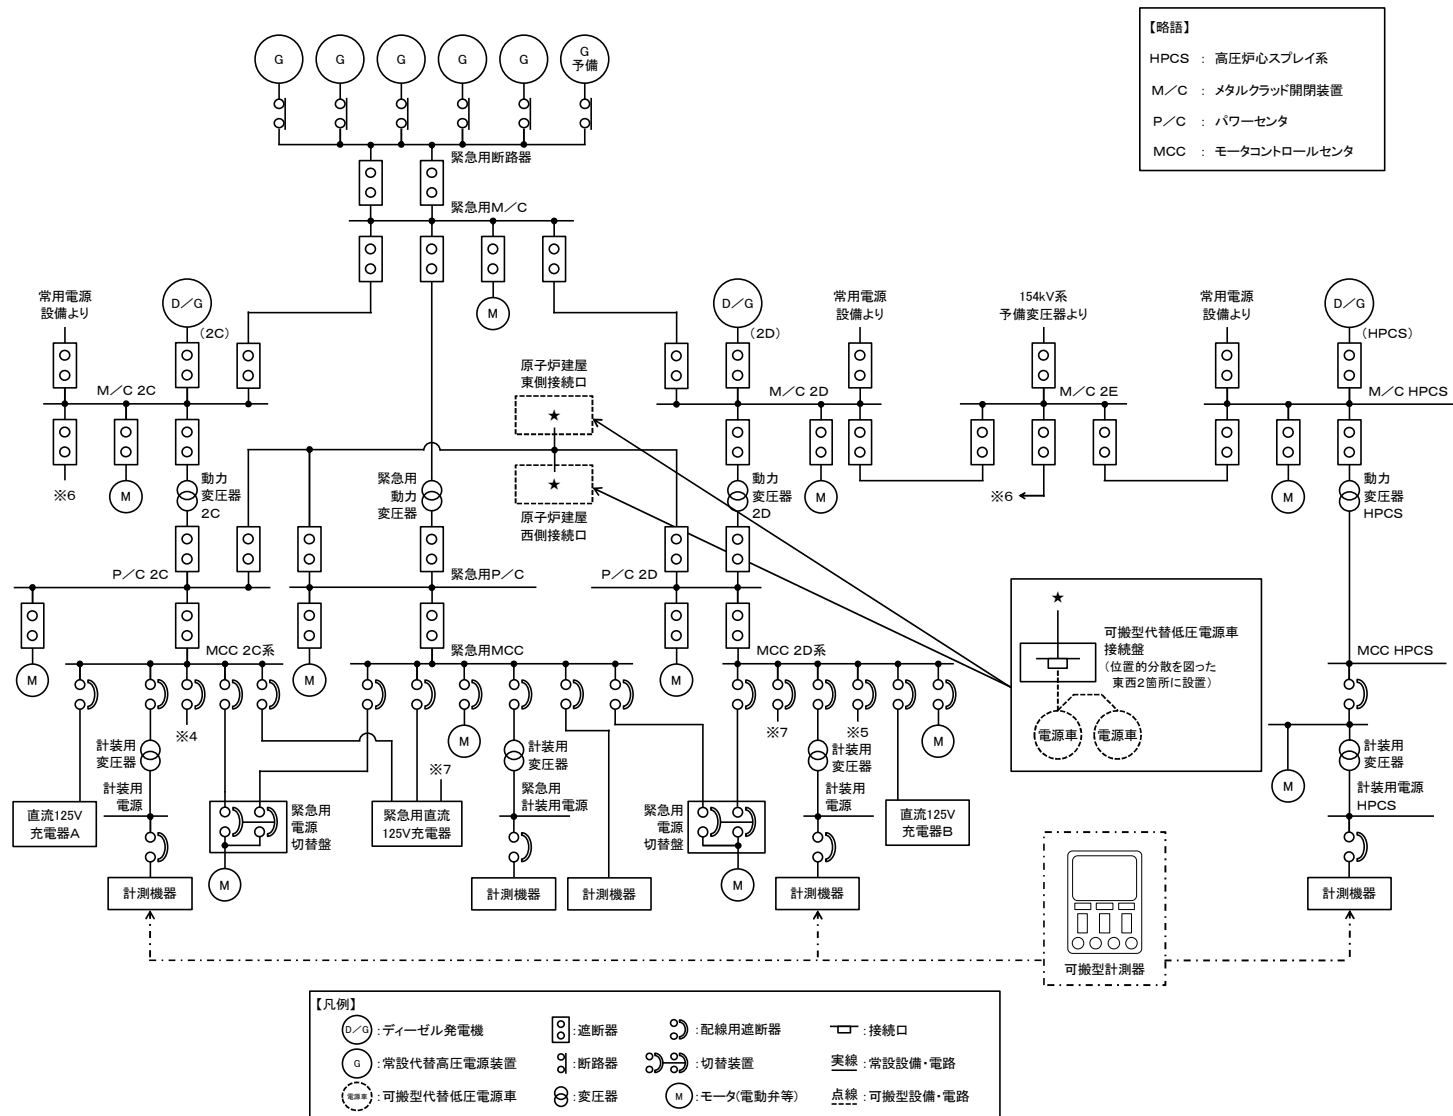 【略語】
HPCS ： 高圧炉心スプレイ系
M／C ： メタルクラッド開閉装置
P／C ： パワーセンタ
MCC ： モータコントロールセンタ
G
G
G
G
G
G
予備
緊急用断路器
緊急用M／C
M
常用電源
設備より
D／G
(2C)
M／C 2C
※6
M
動力
変圧器
2C
緊急用
動力
変圧器
原子炉建屋
東側接続口
★
★
原子炉建屋
西側接続口
D／G
(2D)
常用電源
設備より
M／C 2D
動力
変圧器
2D
M
154kV系
予備変圧器より
M／C 2E
※6
常用電源
設備より
D／G
(HPCS)
M／C HPCS
M
動力
変圧器
HPCS
P／C 2C
緊急用P／C
P／C 2D
M
M
M
MCC 2C系
緊急用MCC
MCC 2D系
MCC HPCS
★
可搬型代替低圧電源車
接続盤
(位置的分散を図った
東西2箇所に設置)
電源車
電源車
※4
※7
M
※7
※5
M
計装用
変圧器
計装用
電源
直流125V
充電器A
計測機器
緊急用
電源
切替盤
M
緊急用直流
125V充電器
計装用
変圧器
緊急用
計装用電源
計測機器
計測機器
緊急用
電源
切替盤
M
計装用
変圧器
計装用
電源
計測機器
直流125V
充電器B
M
計装用
変圧器
計装用電源
HPCS
計測機器
可搬型計測器
【凡例】
D／G :ディーゼル発電機
:遮断器
:配線用遮断器
:接続口
G :常設代替高圧電源装置
:断路器
:切替装置
実線 :常設設備・電路
電源車 :可搬型代替低圧電源車
:変圧器
M :モータ(電動弁等)
点線 :可搬型設備・電路